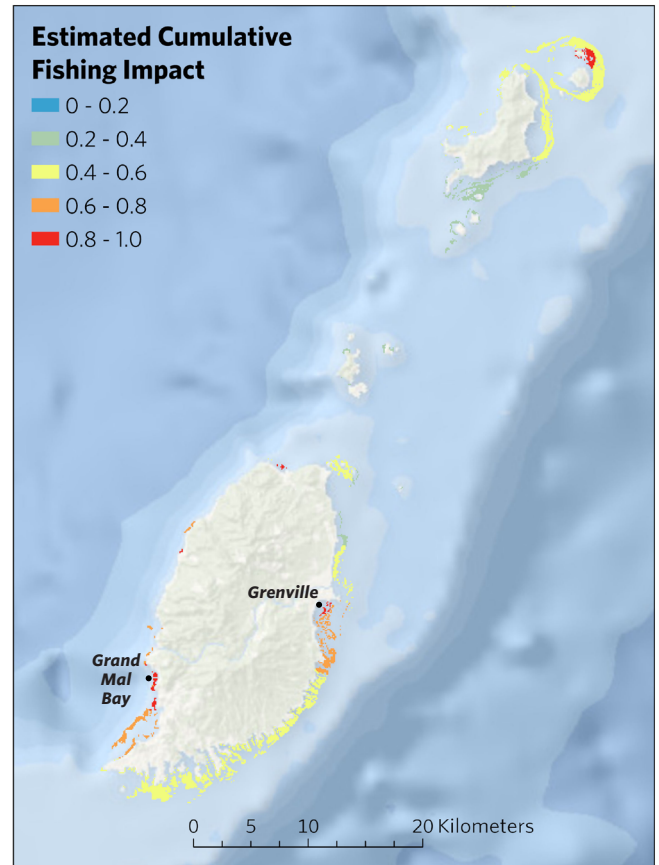 Estimated Cumulative
Fishing Impact
0 - 0.2
0.2 - 0.4
0.4 - 0.6
0.6 - 0.8
0.8 - 1.0
Grenville
Grand
Mal
Bay
0 5 10 20 Kilometers